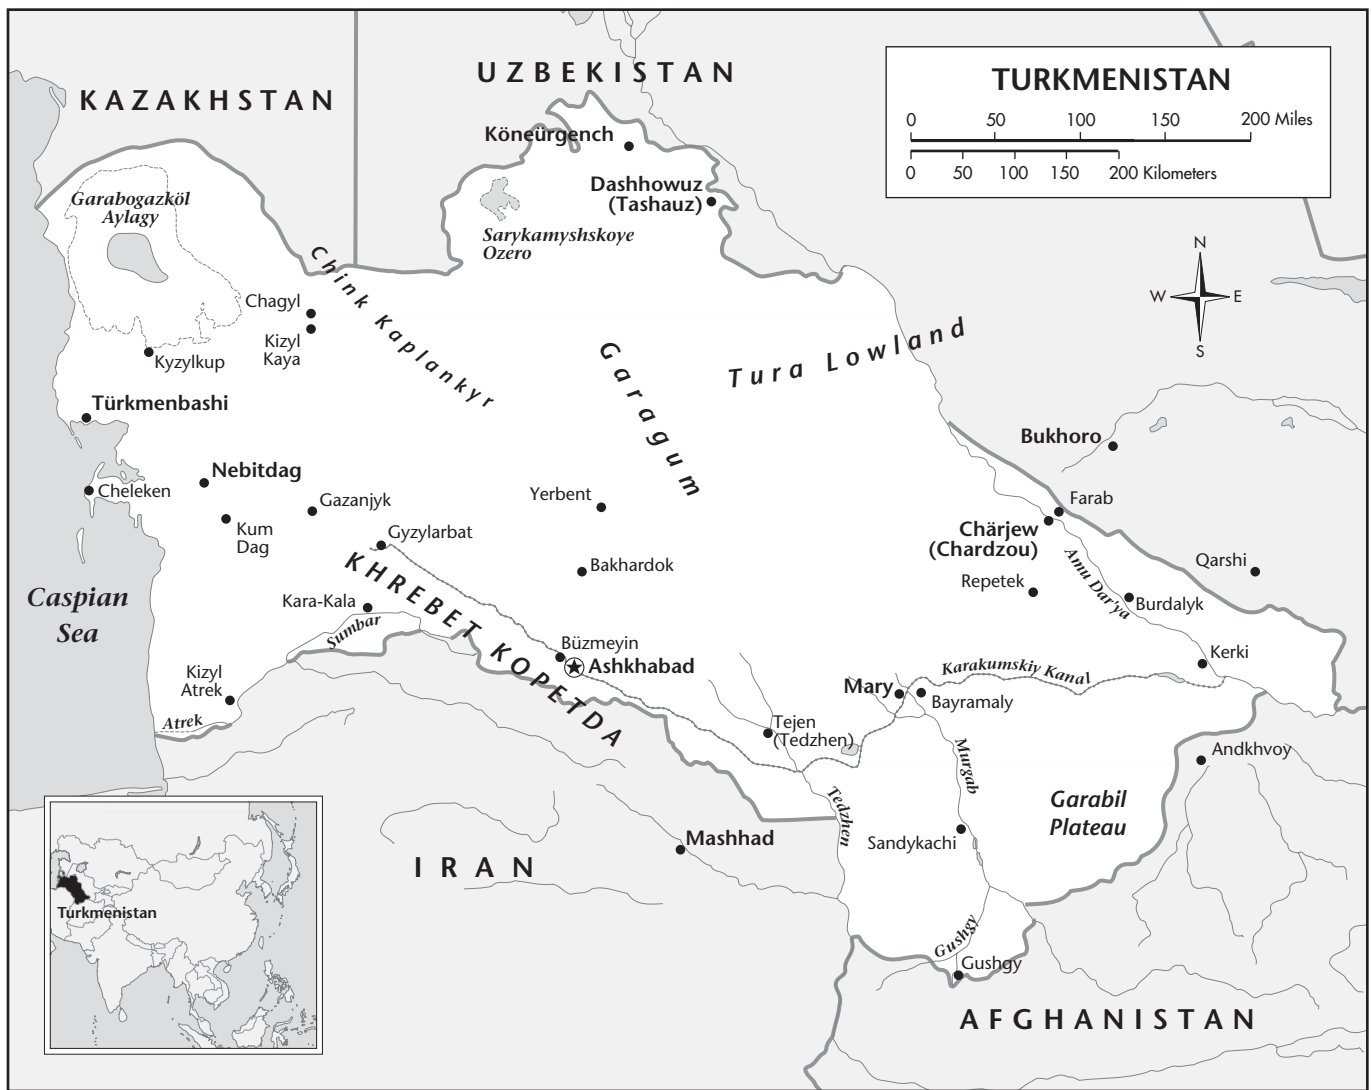 UZBEKISTAN
KAZAKHSTAN
TURKMENISTAN
0 50 100 150 200 Miles
0 50 100 150 200 Kilometers
Köneürgench
Dashhowuz
(Tashauz)
Garabogazköl
Aylagy
Sarykamyshskoye
Ozero
N
W E
S
Chink Kaplankyr
Chagyl
Kizyl
Kaya
Kyzylkup
Garagum
Tura Lowland
Türkmenbashi
Bukhoro
Nebitdag
Cheleken
Gazanjyk
Yerbent
Farab
Kum
Dag
Gyzylarbat
Chärjew
(Chardzou)
Bakhardok
Qarshi
KHREBET KOPETDA
Repetek
Amu Dar'ya
Burdalyk
Caspian
Sea
Kara-Kala
Sumbar
Büzmeyin
Ashkhabad
Kerki
Karakumskiy Kanal
Kizyl
Atrek
Mary
Bayramaly
Atrek
Tejen
(Tedzhen)
Murgab
Andkhvoy
Tedzhen
Garabil
Plateau
Mashhad
Sandykachi
IRAN
Turkmenistan
Gushgy
Gushgy
AFGHANISTAN